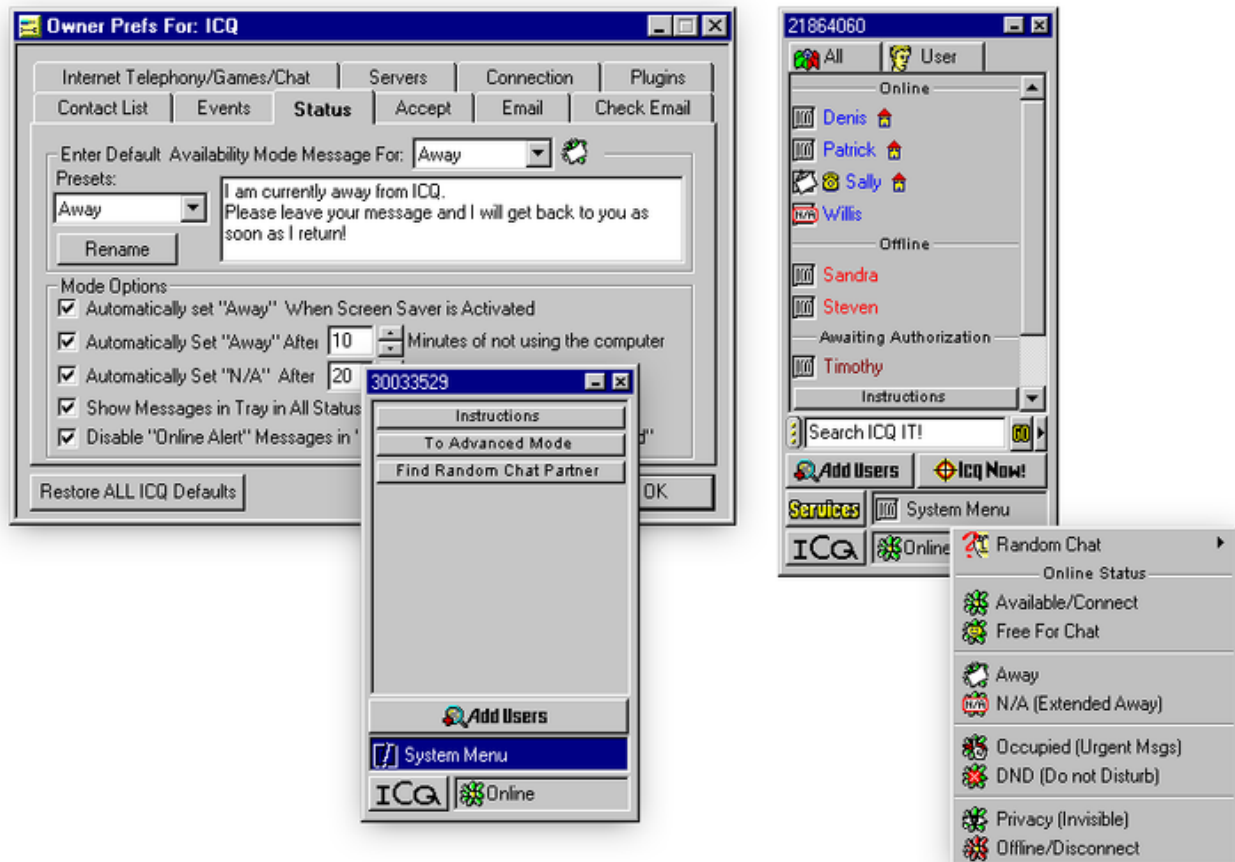 Owner Prefs For: ICQ
Internet Telephony/Games/Chat Servers Connection Plugins
Contact List Events Status Accept Email Check Email
Enter Default Availability Mode Message For: Away
Presets:
Away
Rename
I am currently away from ICQ.
Please leave your message and I will get back to you as
soon as I return!
Mode Options
Automatically set "Away" When Screen Saver is Activated
Automatically Set "Away" After 10 Minutes of not using the computer
Automatically Set "N/A" After 20
Show Messages in Tray in All Status
Disable "Online Alert" Messages in
Restore ALL ICQ Defaults
OK
30033529
Instructions
To Advanced Mode
Find Random Chat Partner
Add Users
System Menu
ICQ Online
21864060
All User
Online
Denis
Patrick
Sally
N/A Willis
Offline
Sandra
Steven
Awaiting Authorization
Timothy
Instructions
Search ICQ IT! GO
Add Users Icq Now!
Services System Menu
ICQ Online
Random Chat
Online Status
Available/Connect
Free For Chat
Away
N/A N/A (Extended Away)
Occupied (Urgent Msgs)
DND (Do not Disturb)
Privacy (Invisible)
Offline/Disconnect